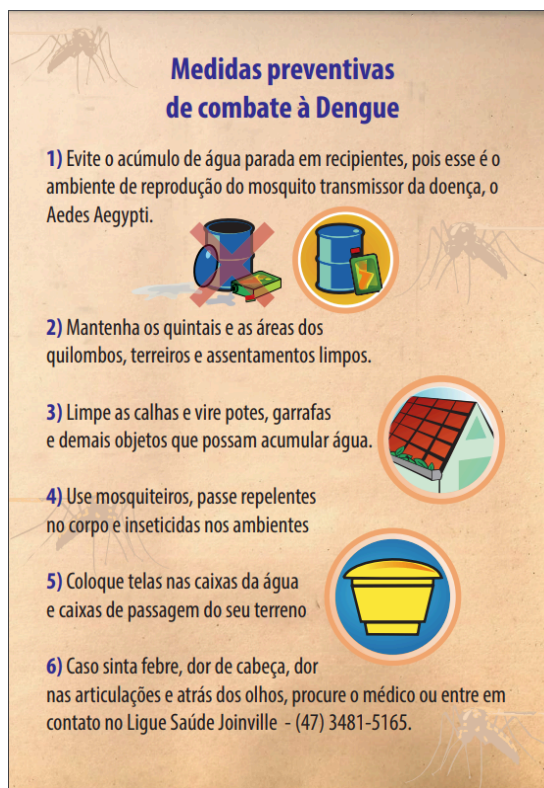 Medidas preventivas
de combate à Dengue
1) Evite o acúmulo de água parada em recipientes, pois esse é o
ambiente de reprodução do mosquito transmissor da doença, o
Aedes Aegypti.
2) Mantenha os quintais e as áreas dos
quilombos, terreiros e assentamentos limpos.
3) Limpe as calhas e vire potes, garrafas
e demais objetos que possam acumular água.
4) Use mosquiteiros, passe repelentes
no corpo e inseticidas nos ambientes
5) Coloque telas nas caixas da água
e caixas de passagem do seu terreno
6) Caso sinta febre, dor de cabeça, dor
nas articulações e atrás dos olhos, procure o médico ou entre em
contato no Ligue Saúde Joinville - (47) 3481-5165.